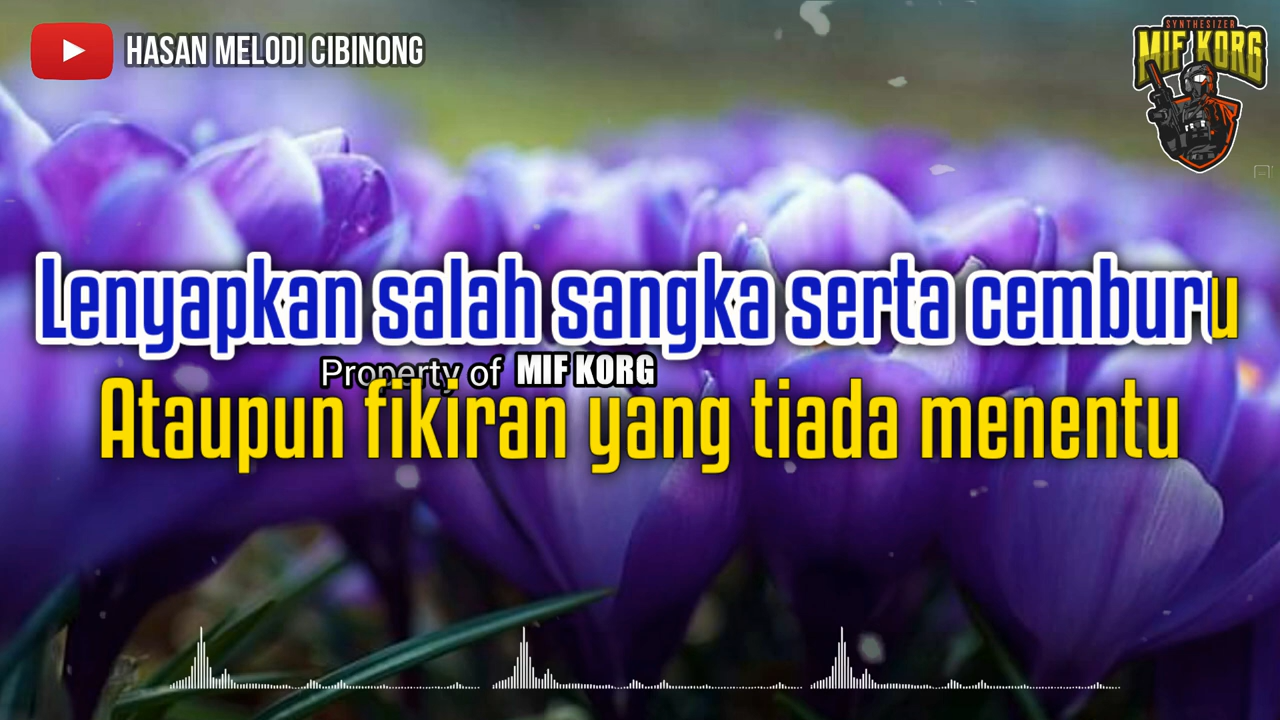 HASAN MELODI CIBINONG
SYNTHESIZER
MIF KORG
Lenyapkan salah sangka serta cemburu
Property of MIF KORG
Ataupun fikiran yang tiada menentu